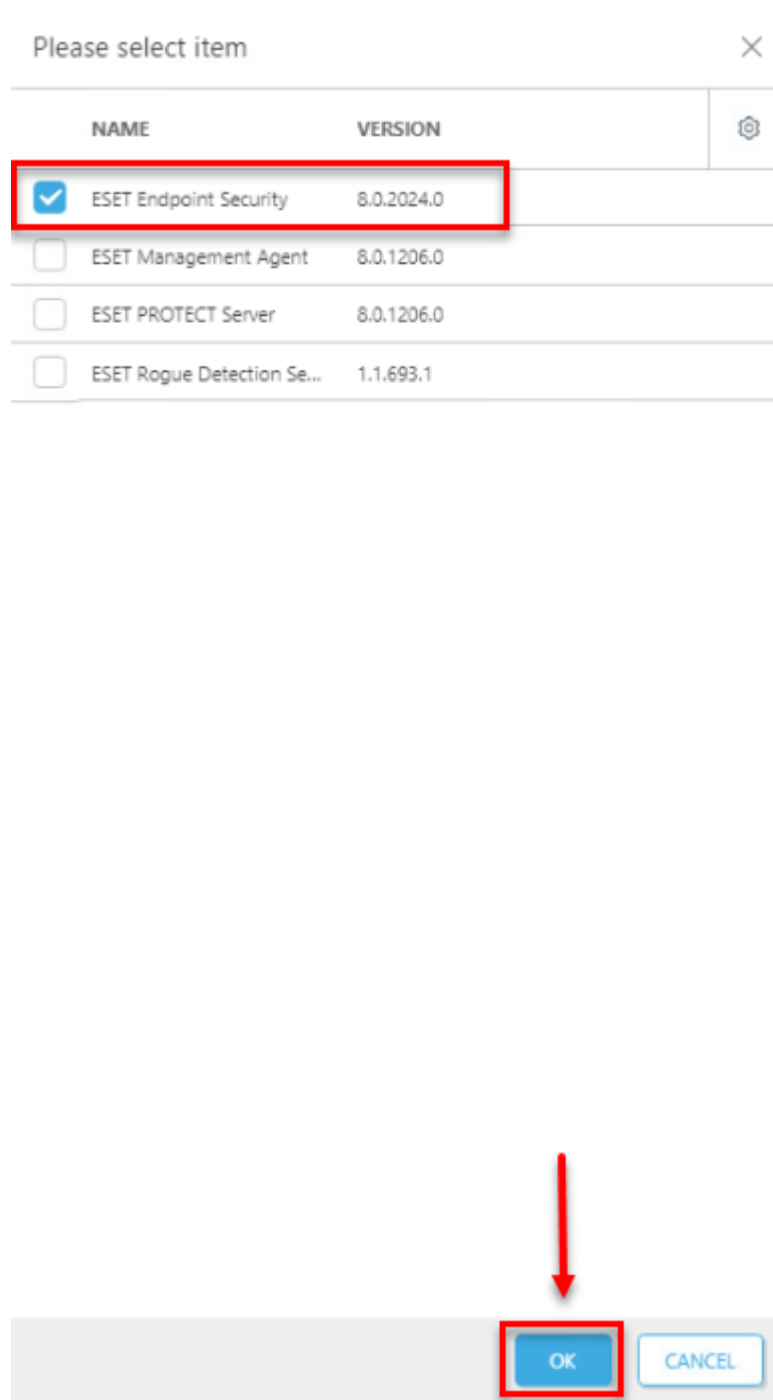 Please select item
NAME VERSION
ESET Endpoint Security 8.0.2024.0
ESET Management Agent 8.0.1206.0
ESET PROTECT Server 8.0.1206.0
ESET Rogue Detection Se... 1.1.693.1
OK CANCEL